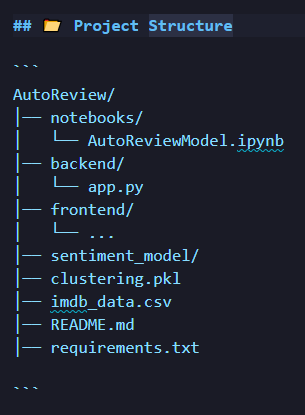 ## 📂 Project Structure
```
AutoReview/
│── notebooks/
│   └── AutoReviewModel.ipynb
│── backend/
│   └── app.py
│── frontend/
│   └── ...
│── sentiment_model/
│── clustering.pkl
│── imdb_data.csv
│── README.md
│── requirements.txt
```